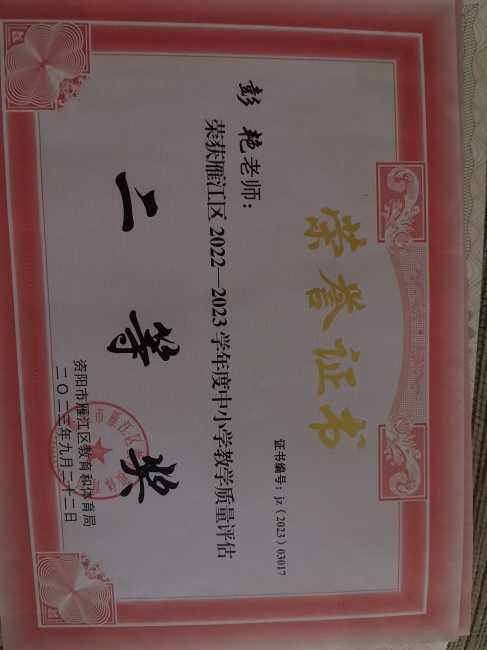 荣誉证书
证书编号：jz（2023）03017
彭艳老师：
荣获雁江区2022—2023学年度中小学教学质量评估
二等奖
资阳市雁江区教育和体育局
二〇二三年九月二十二日